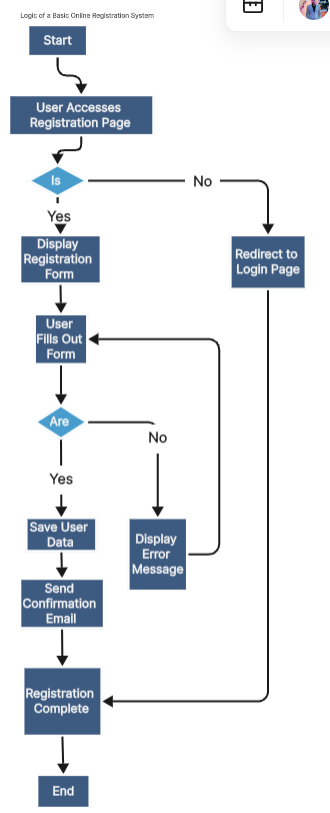 Logic of a Basic Online Registration System
Start
User Accesses
Registration Page
Is
No
Yes
Display
Registration
Form
Redirect to
Login Page
User
Fills Out
Form
Are
No
Yes
Save User
Data
Display
Error
Message
Send
Confirmation
Email
Registration
Complete
End